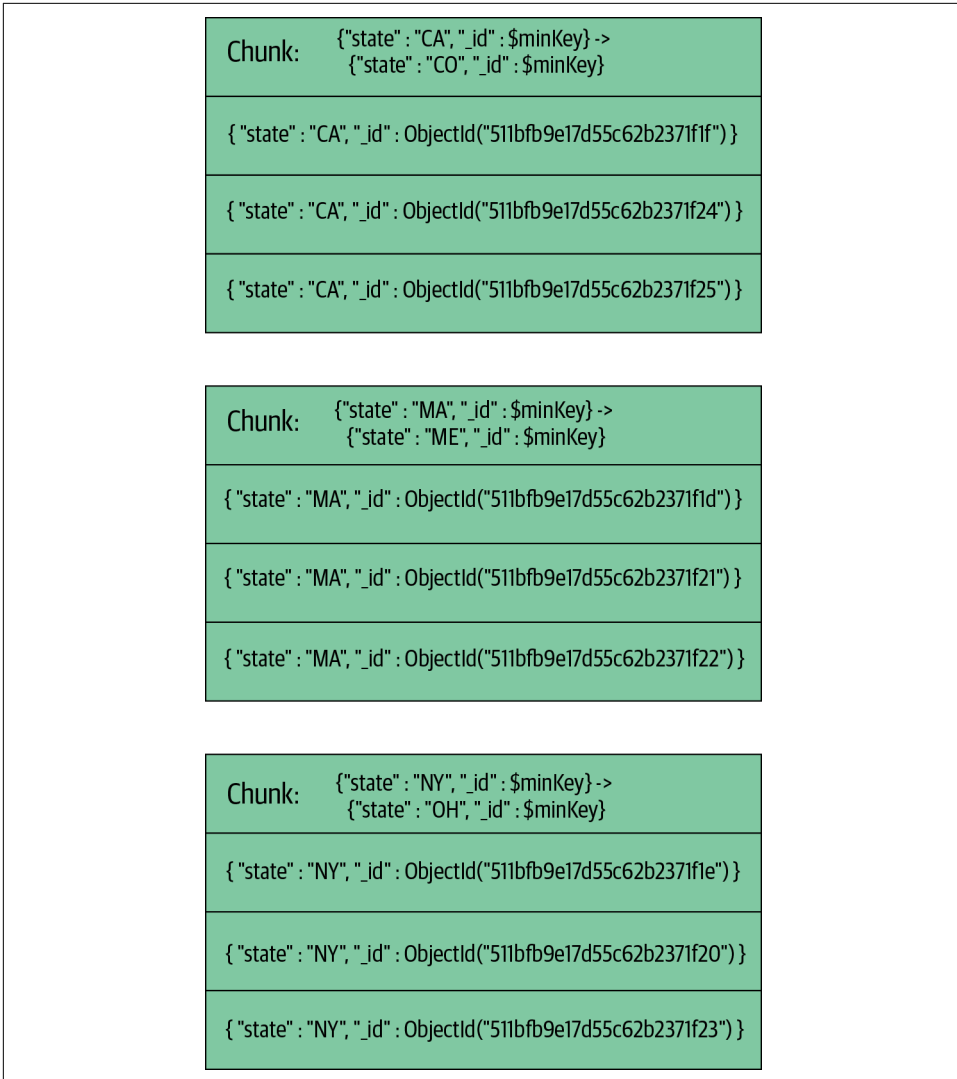 Chunk: {"state" : "CA", "_id" : $minKey} ->
{"state" : "CO", "_id" : $minKey}
{ "state" : "CA", "_id" : ObjectId("511bfb9e17d55c62b2371f1f") }
{ "state" : "CA", "_id" : ObjectId("511bfb9e17d55c62b2371f24") }
{ "state" : "CA", "_id" : ObjectId("511bfb9e17d55c62b2371f25") }
Chunk: {"state" : "MA", "_id" : $minKey} ->
{"state" : "ME", "_id" : $minKey}
{ "state" : "MA", "_id" : ObjectId("511bfb9e17d55c62b2371f1d") }
{ "state" : "MA", "_id" : ObjectId("511bfb9e17d55c62b2371f21") }
{ "state" : "MA", "_id" : ObjectId("511bfb9e17d55c62b2371f22") }
Chunk: {"state" : "NY", "_id" : $minKey} ->
{"state" : "OH", "_id" : $minKey}
{ "state" : "NY", "_id" : ObjectId("511bfb9e17d55c62b2371f1e") }
{ "state" : "NY", "_id" : ObjectId("511bfb9e17d55c62b2371f20") }
{ "state" : "NY", "_id" : ObjectId("511bfb9e17d55c62b2371f23") }